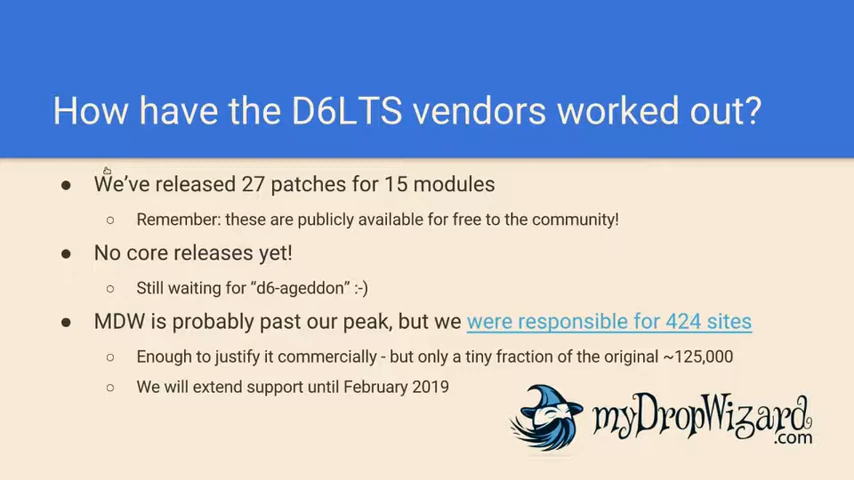 How have the D6LTS vendors worked out?
● We've released 27 patches for 15 modules
○ Remember: these are publicly available for free to the community!
● No core releases yet!
○ Still waiting for “d6-ageddon” :-)
● MDW is probably past our peak, but we were responsible for 424 sites
○ Enough to justify it commercially - but only a tiny fraction of the original ~125,000
○ We will extend support until February 2019
myDropWizard
.com